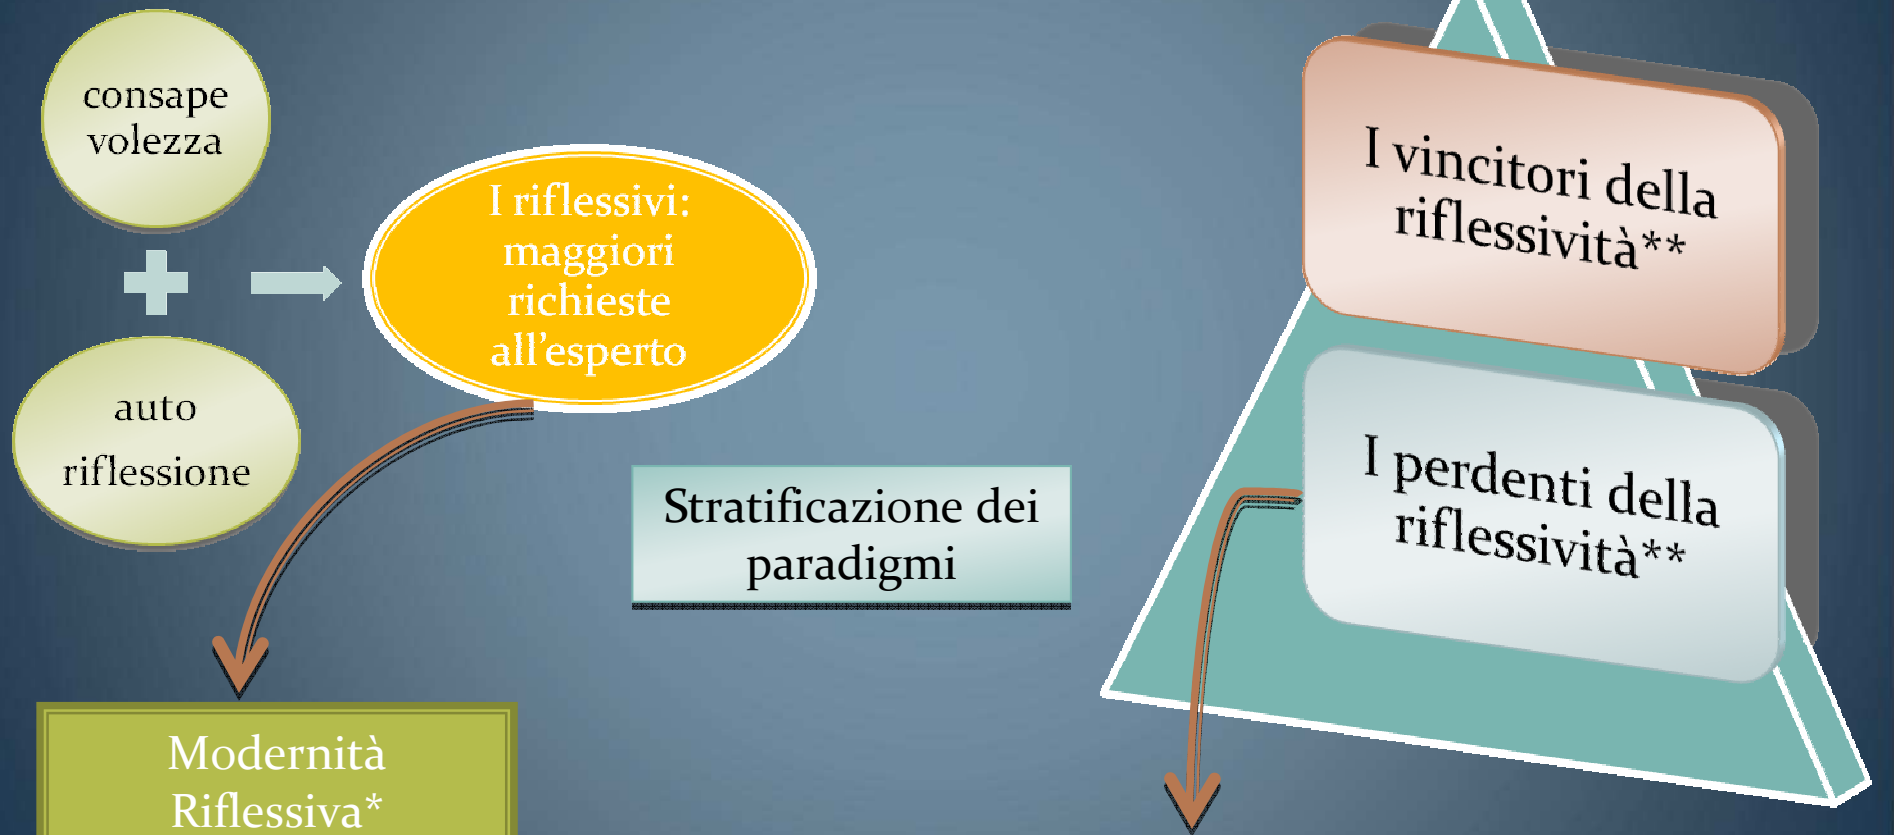 consape
volezza
auto
riflessione
I riflessivi:
maggiori
richieste
all'esperto
Modernità
Riflessiva*
Stratificazione dei
paradigmi
I vincitori della
riflessività**
I perdenti della
riflessività**